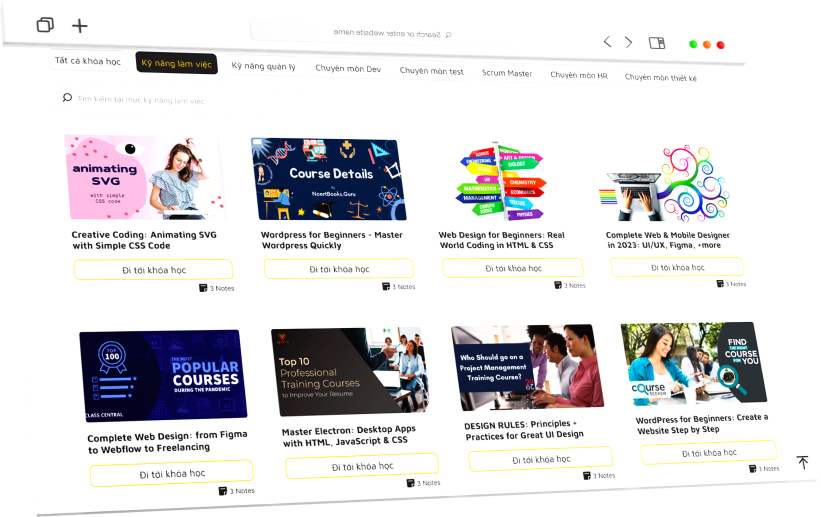 Search or enter website name
Tất cả khóa học
Kỹ năng làm việc
Kỹ năng quản lý
Chuyên môn Dev
Chuyên môn test
Scrum Master
Chuyên môn HR
Chuyên môn thiết kế
Tìm kiếm tại mục kỹ năng làm việc
animating
SVG
with simple
CSS code
Course Details
by
NcertBooks.Guru
ART & DESIGN
BIOLOGY
CHEMISTRY
MATHEMATICS
ECONOMICS
MANAGEMENT
PHYSICS
Creative Coding: Animating SVG
with Simple CSS Code
Wordpress for Beginners - Master
Wordpress Quickly
Web Design for Beginners: Real
World Coding in HTML & CSS
Complete Web & Mobile Designer
in 2023: UI/UX, Figma, +more
Đi tới khóa học
Đi tới khóa học
Đi tới khóa học
Đi tới khóa học
3 Notes
3 Notes
3 Notes
3 Notes
TOP
100
THE MOST
POPULAR
COURSES
DURING THE PANDEMIC
CLASS CENTRAL
Top 10
Professional
Training Courses
to Improve Your Resume
Who Should go on a
Project Management
Training Course?
FIND
THE RIGHT
COURSE
FOR YOU
course
SEEKER
Complete Web Design: from Figma
to Webflow to Freelancing
Master Electron: Desktop Apps
with HTML, JavaScript & CSS
DESIGN RULES: Principles +
Practices for Great UI Design
WordPress for Beginners: Create a
Website Step by Step
Đi tới khóa học
Đi tới khóa học
Đi tới khóa học
Đi tới khóa học
3 Notes
3 Notes
3 Notes
3 Notes